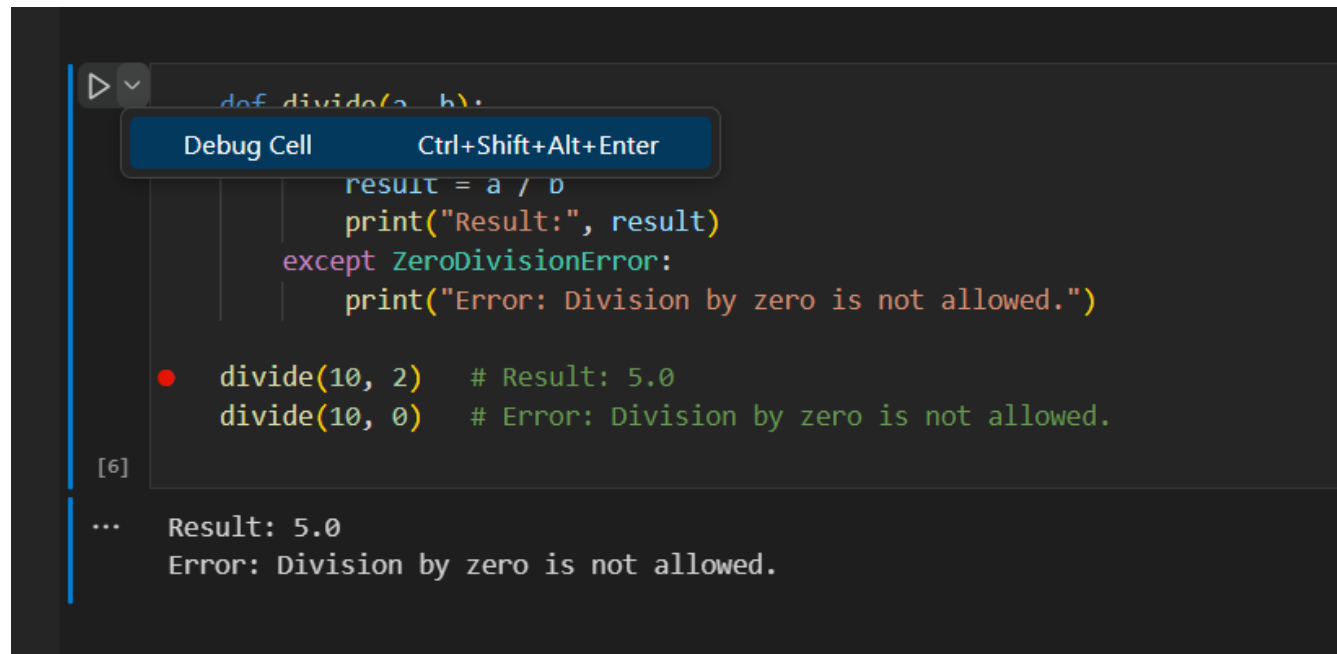 def divide(a, b):
Debug Cell Ctrl+Shift+Alt+Enter
result = a / b
print("Result:", result)
except ZeroDivisionError:
print("Error: Division by zero is not allowed.")
divide(10, 2) # Result: 5.0
divide(10, 0) # Error: Division by zero is not allowed.
[6]
... Result: 5.0
Error: Division by zero is not allowed.